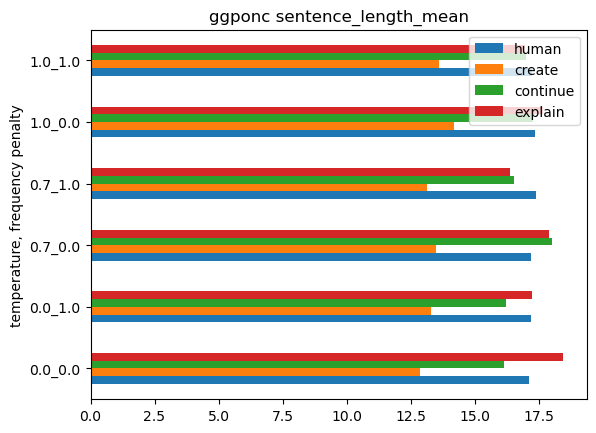 ggponc sentence_length_mean
human
create
continue
explain
temperature, frequency penalty
1.0_1.0
1.0_0.0
0.7_1.0
0.7_0.0
0.0_1.0
0.0_0.0
0.0 2.5 5.0 7.5 10.0 12.5 15.0 17.5